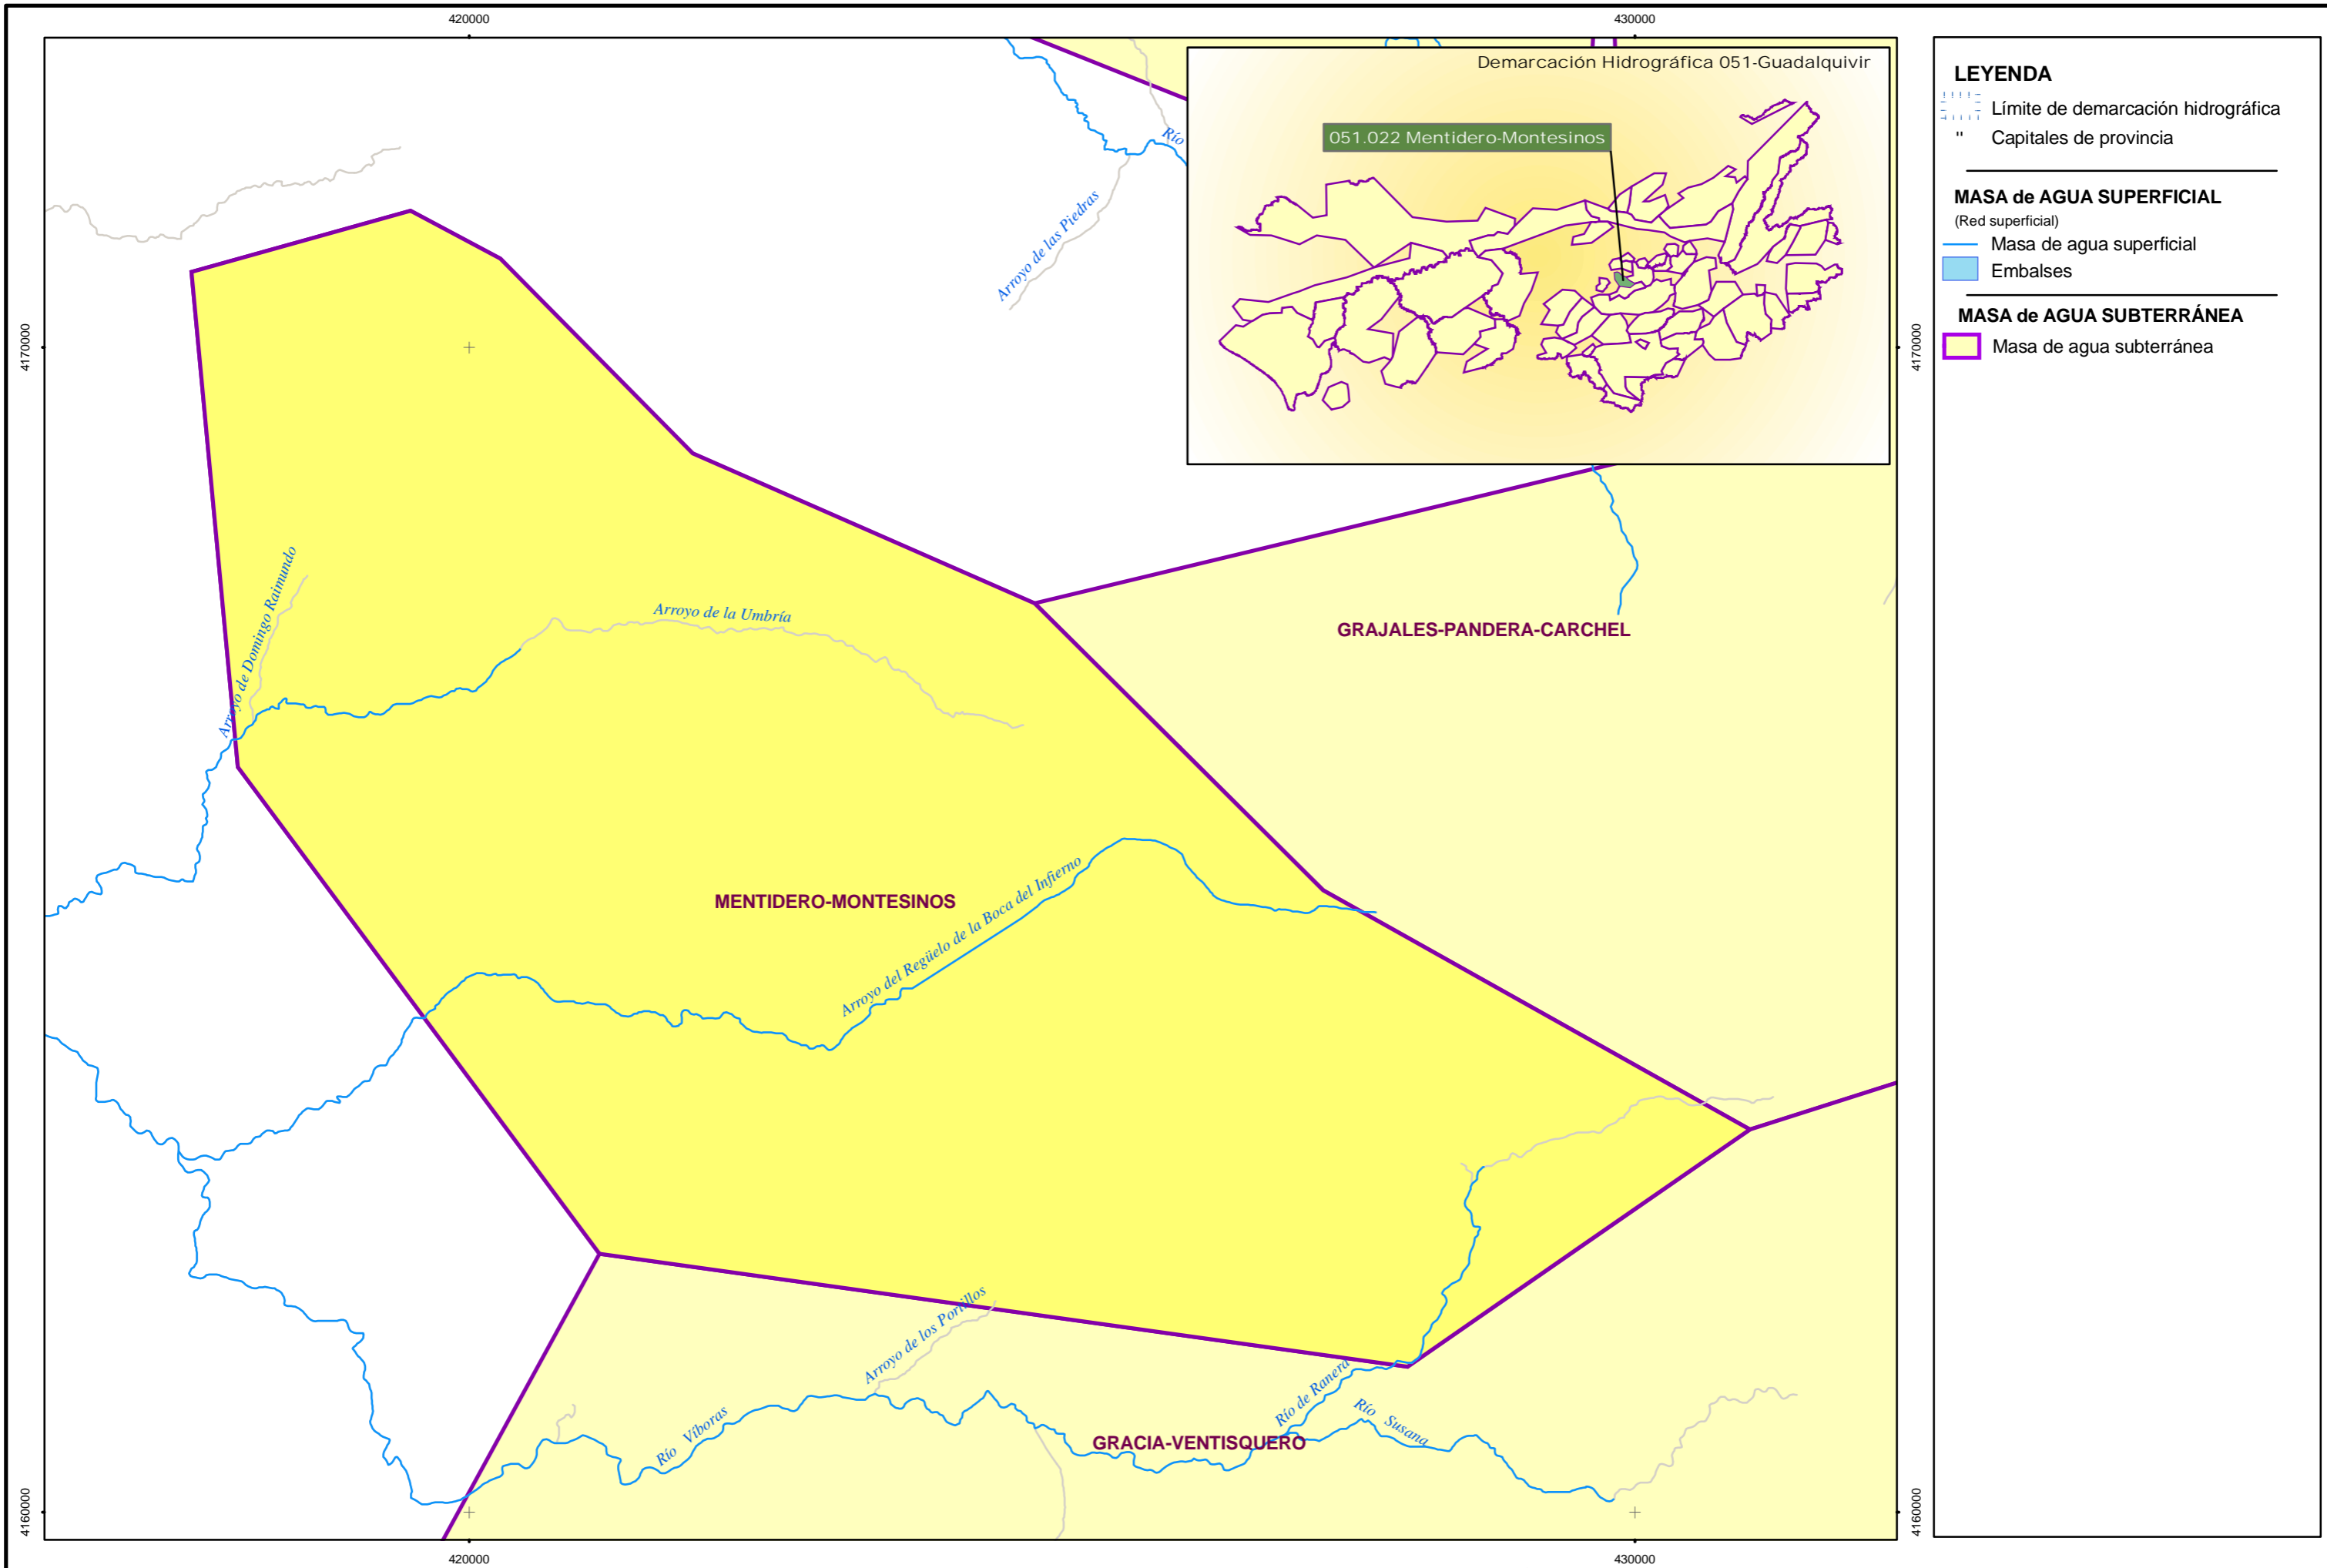 420000
430000
Demarcación Hidrográfica 051-Guadalquivir
051.022 Mentidero-Montesinos
LEYENDA
Límite de demarcación hidrográfica
" Capitales de provincia
MASA de AGUA SUPERFICIAL
(Red superficial)
Masa de agua superficial
Embalses
MASA de AGUA SUBTERRÁNEA
Masa de agua subterránea
Río
Arroyo de las Piedras
4170000
4170000
Arroyo de Domingo Raimundo
Arroyo de la Umbría
GRAJALES-PANDERA-CARCHEL
MENTIDERO-MONTESINOS
Arroyo del Regüelo de la Boca del Infierno
Arroyo de los Portillos
Río de Ranera
Río Susana
Río Víboras
GRACIA-VENTISQUERO
4160000
4160000
420000
430000